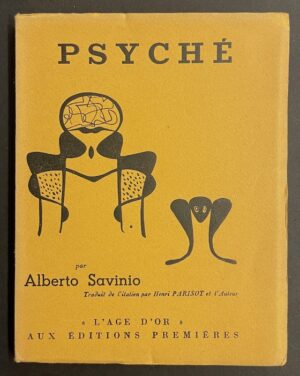 PSYCHÉ
par
Alberto Savinio
Traduit de l'italien par Henri PARISOT et l'Auteur
« L'AGE D'OR »
AUX ÉDITIONS PREMIÈRES